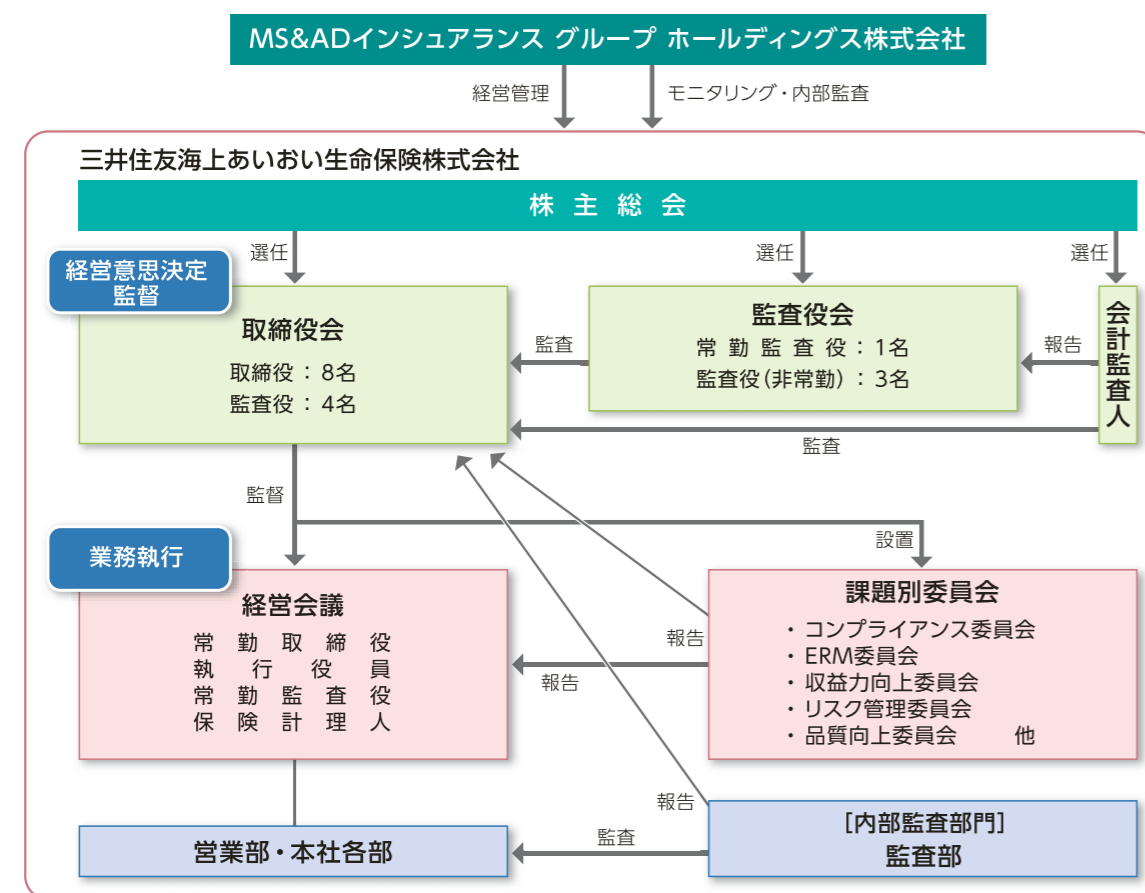 MS&ADインシュアランス グループ ホールディングス株式会社
経営管理
モニタリング・内部監査
三井住友海上あいおい生命保険株式会社
株主総会
選任
選任
選任
経営意思決定
監督
取締役会
取締役：8名
監査役：4名
監査
監査役会
常勤監査役：1名
監査役(非常勤)：3名
報告
会計監査人
監査
監督
設置
業務執行
経営会議
常勤取締役
執行役員
常勤監査役
保険計理人
報告
報告
課題別委員会
・コンプライアンス委員会
・ERM委員会
・収益力向上委員会
・リスク管理委員会
・品質向上委員会　他
報告
営業部・本社各部
監査
[内部監査部門]
監査部